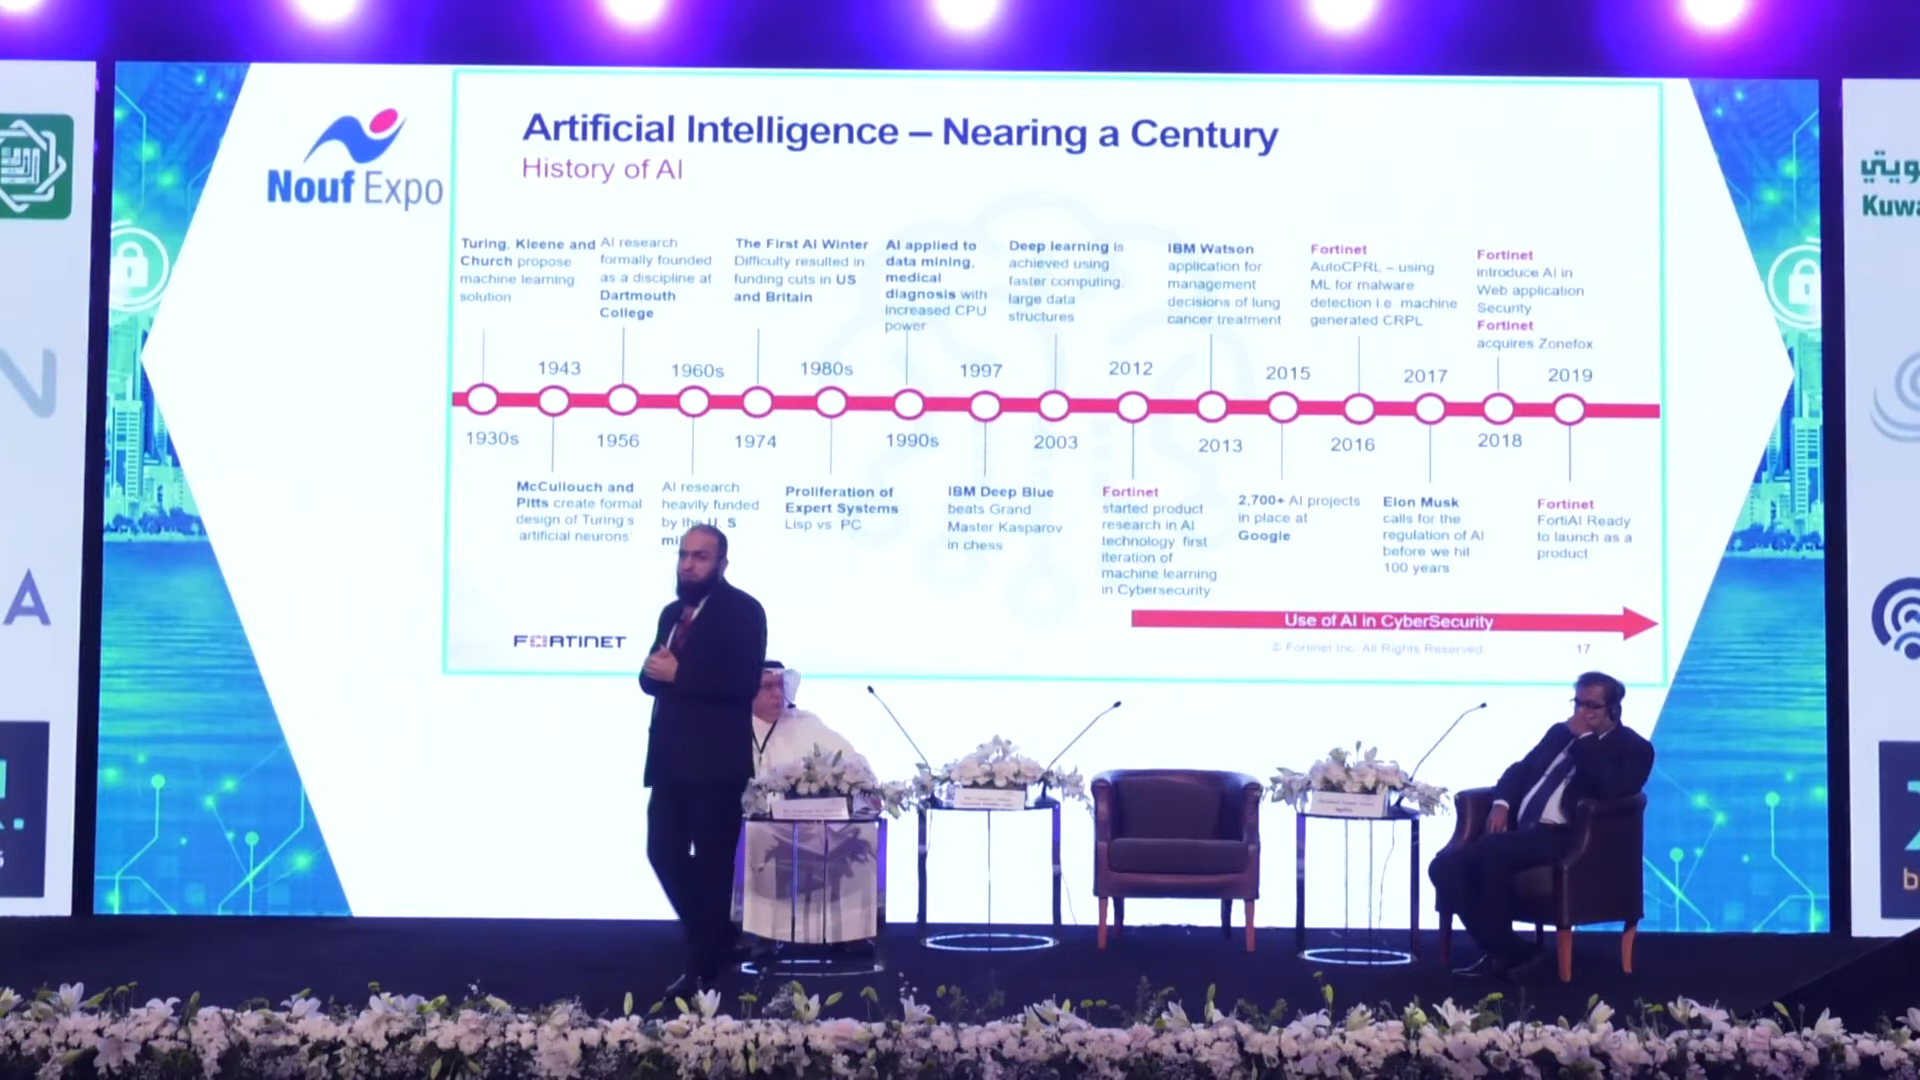 Nouf Expo
Artificial Intelligence – Nearing a Century
History of AI
Turing, Kleene and
Church propose
machine learning
solution
AI research
formally founded
as a discipline at
Dartmouth
College
The First AI Winter
Difficulty resulted in
funding cuts in US
and Britain
AI applied to
data mining,
medical
diagnosis with
increased CPU
power
Deep learning is
achieved using
faster computing,
large data
structures
IBM Watson
application for
management
decisions of lung
cancer treatment
Fortinet
AutoCPRL – using
ML for malware
detection i.e. machine
generated CRPL
Fortinet
introduce AI in
Web application
Security
Fortinet
acquires Zonefox
1943
1960s
1980s
1997
2012
2015
2017
2019
1930s
1956
1974
1990s
2003
2013
2016
2018
McCullouch and
Pitts create formal
design of Turing's
artificial neurons'
AI research
heavily funded
by the U. S
Proliferation of
Expert Systems
Lisp vs PC
IBM Deep Blue
beats Grand
Master Kasparov
in chess
Fortinet
started product
research in AI
technology first
iteration of
machine learning
in Cybersecurity
2,700+ AI projects
in place at
Google
Elon Musk
calls for the
regulation of AI
before we hit
100 years
Fortinet
FortiAI Ready
to launch as a
product
Use of AI in CyberSecurity
FORTINET
© Fortinet Inc. All Rights Reserved
17
N
A